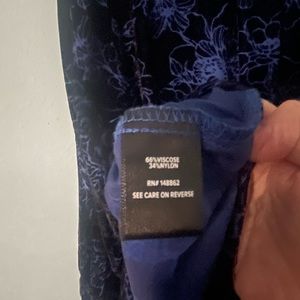 66%VISCOSE
34%NYLON
RN# 148862
SEE CARE ON REVERSE